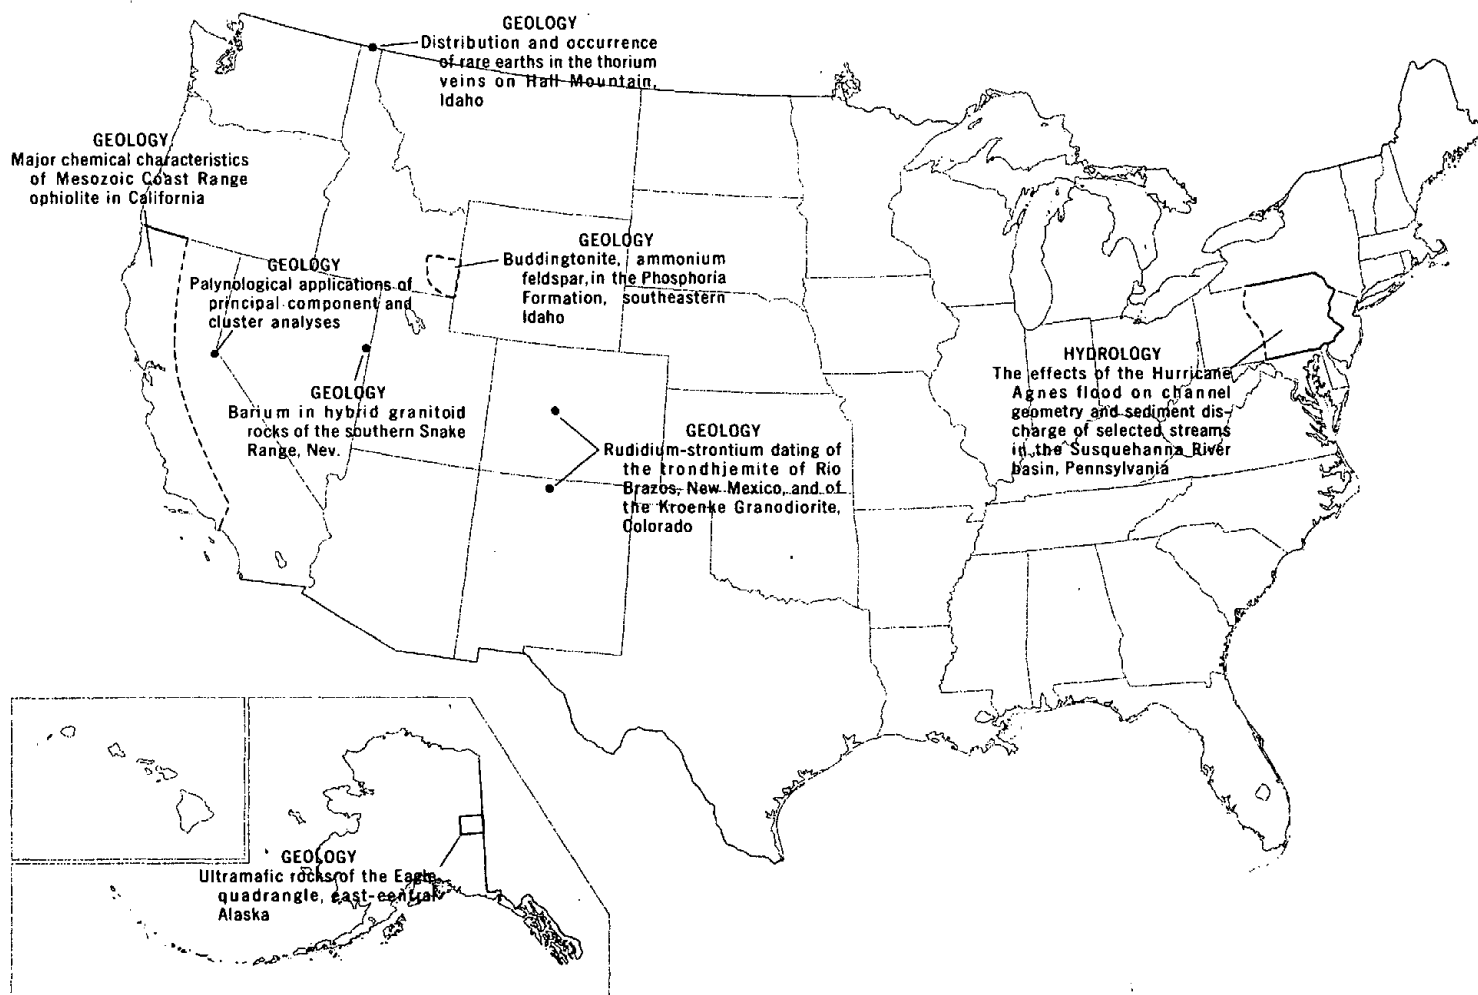 GEOLOGY
Distribution and occurrence
of rare earths in the thorium
veins on Hall Mountain,
Idaho
GEOLOGY
Major chemical characteristics
of Mesozoic Coast Range
ophiolite in California
GEOLOGY
Buddingtonite, ammonium
feldspar, in the Phosphoria
Formation, southeastern
Idaho
GEOLOGY
Palynological applications of
principal component and
cluster analyses
HYDROLOGY
The effects of the Hurricane
Agnes flood on channel
geometry and sediment dis-
charge of selected streams
in the Susquehanna River
basin, Pennsylvania
GEOLOGY
Barium in hybrid granitoid
rocks of the southern Snake
Range, Nev.
GEOLOGY
Rudidium-strontium dating of
the trondhjemite of Rio
Brazos, New Mexico, and of
the Kroenke Granodiorite,
Colorado
GEOLOGY
Ultramafic rocks of the Eagle
quadrangle, east-central
Alaska